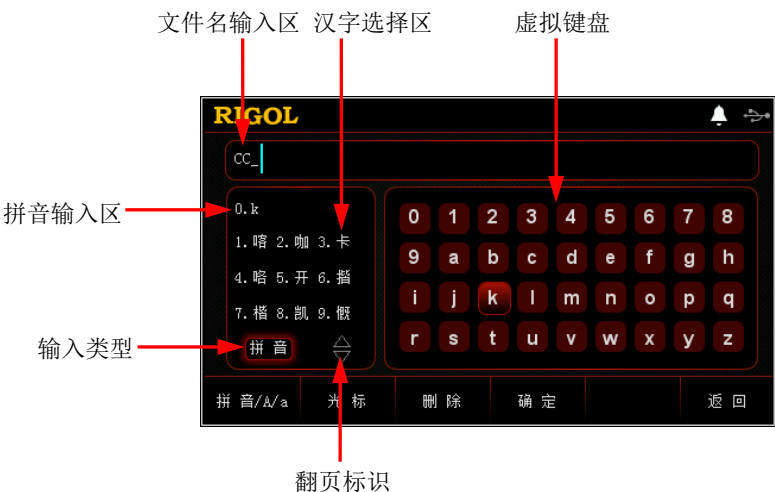 文件名输入区 汉字选择区 虚拟键盘
RIGOL
CC_
拼音输入区
0.k
1.喀 2.咖 3.卡
4.咯 5.开 6.揩
7.楷 8.凯 9.慨
输入类型
拼 音
0 1 2 3 4 5 6 7 8
9 a b c d e f g h
i j k l m n o p q
r s t u v w x y z
拼 音/A/a 光 标 删 除 确 定 返 回
翻页标识